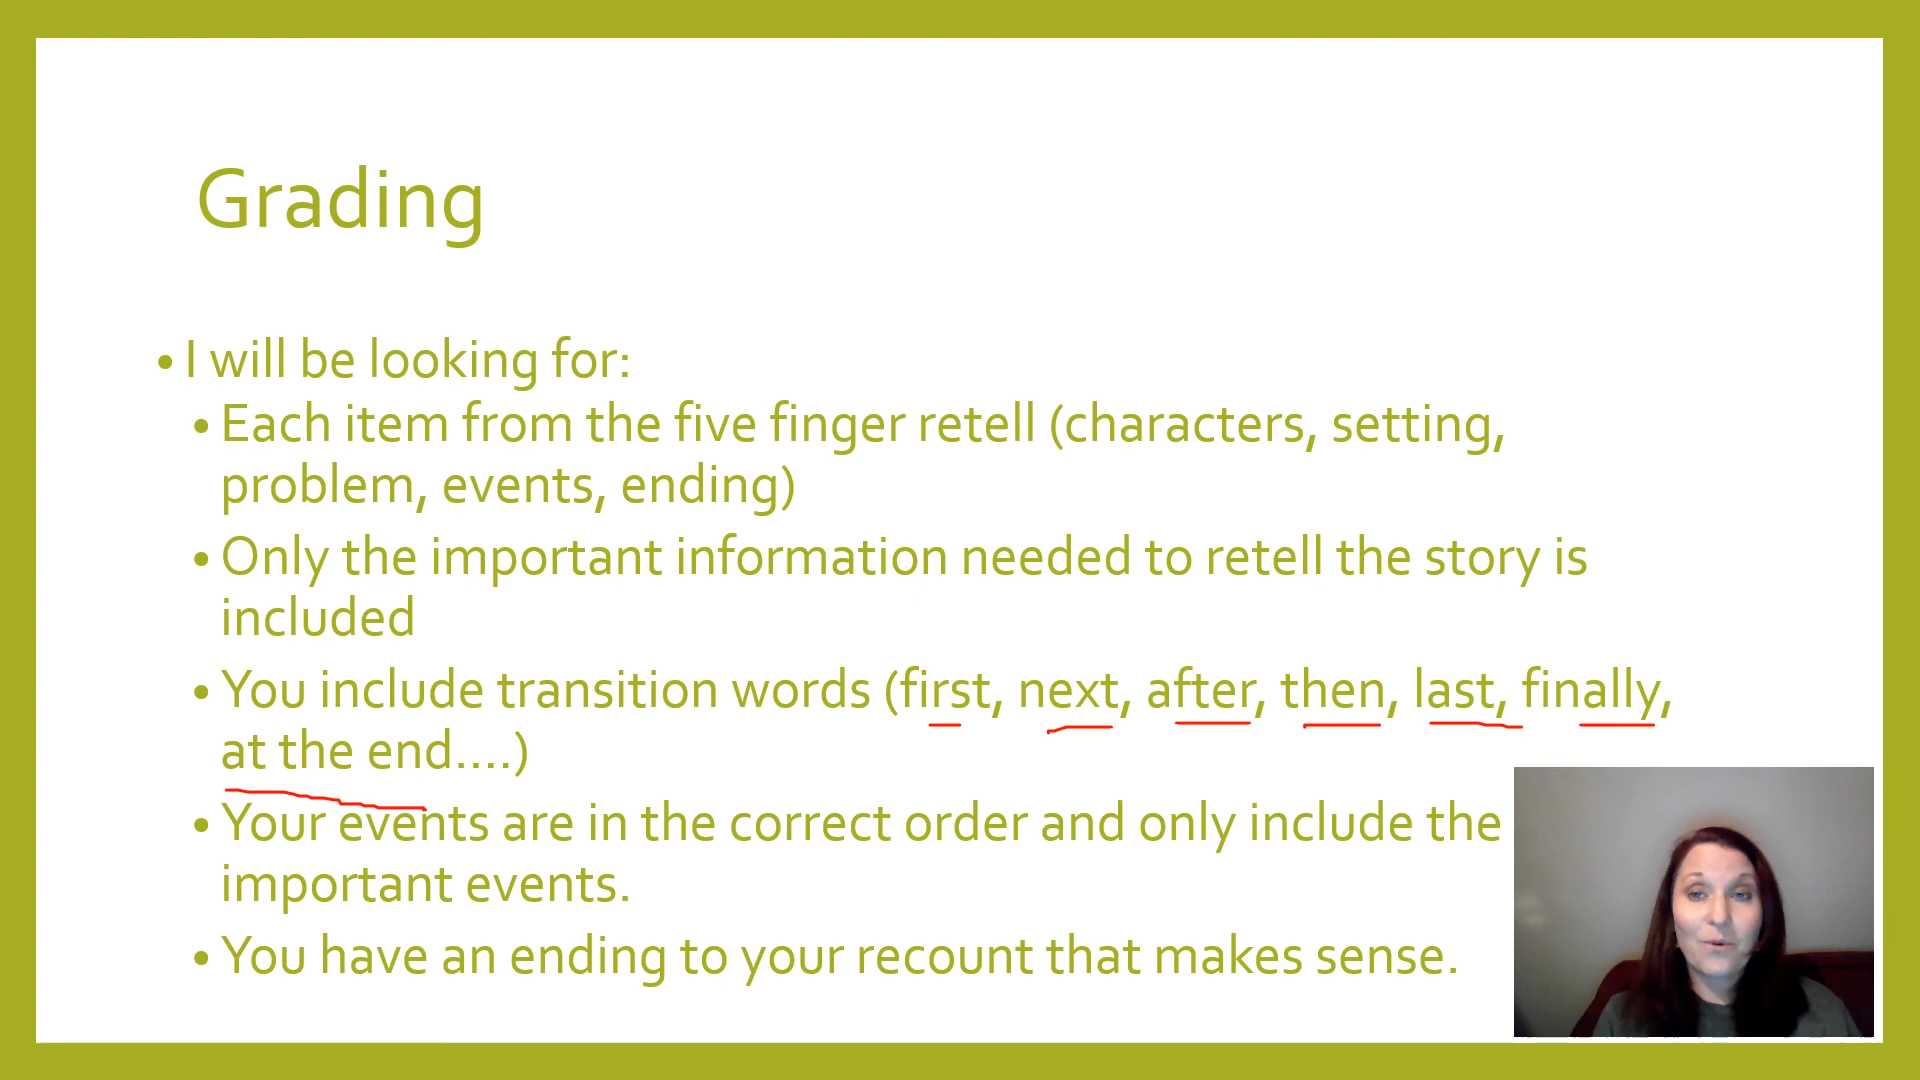 Grading
• I will be looking for:
• Each item from the five finger retell (characters, setting,
problem, events, ending)
• Only the important information needed to retell the story is
included
• You include transition words (first, next, after, then, last, finally,
at the end....)
• Your events are in the correct order and only include the
important events.
• You have an ending to your recount that makes sense.